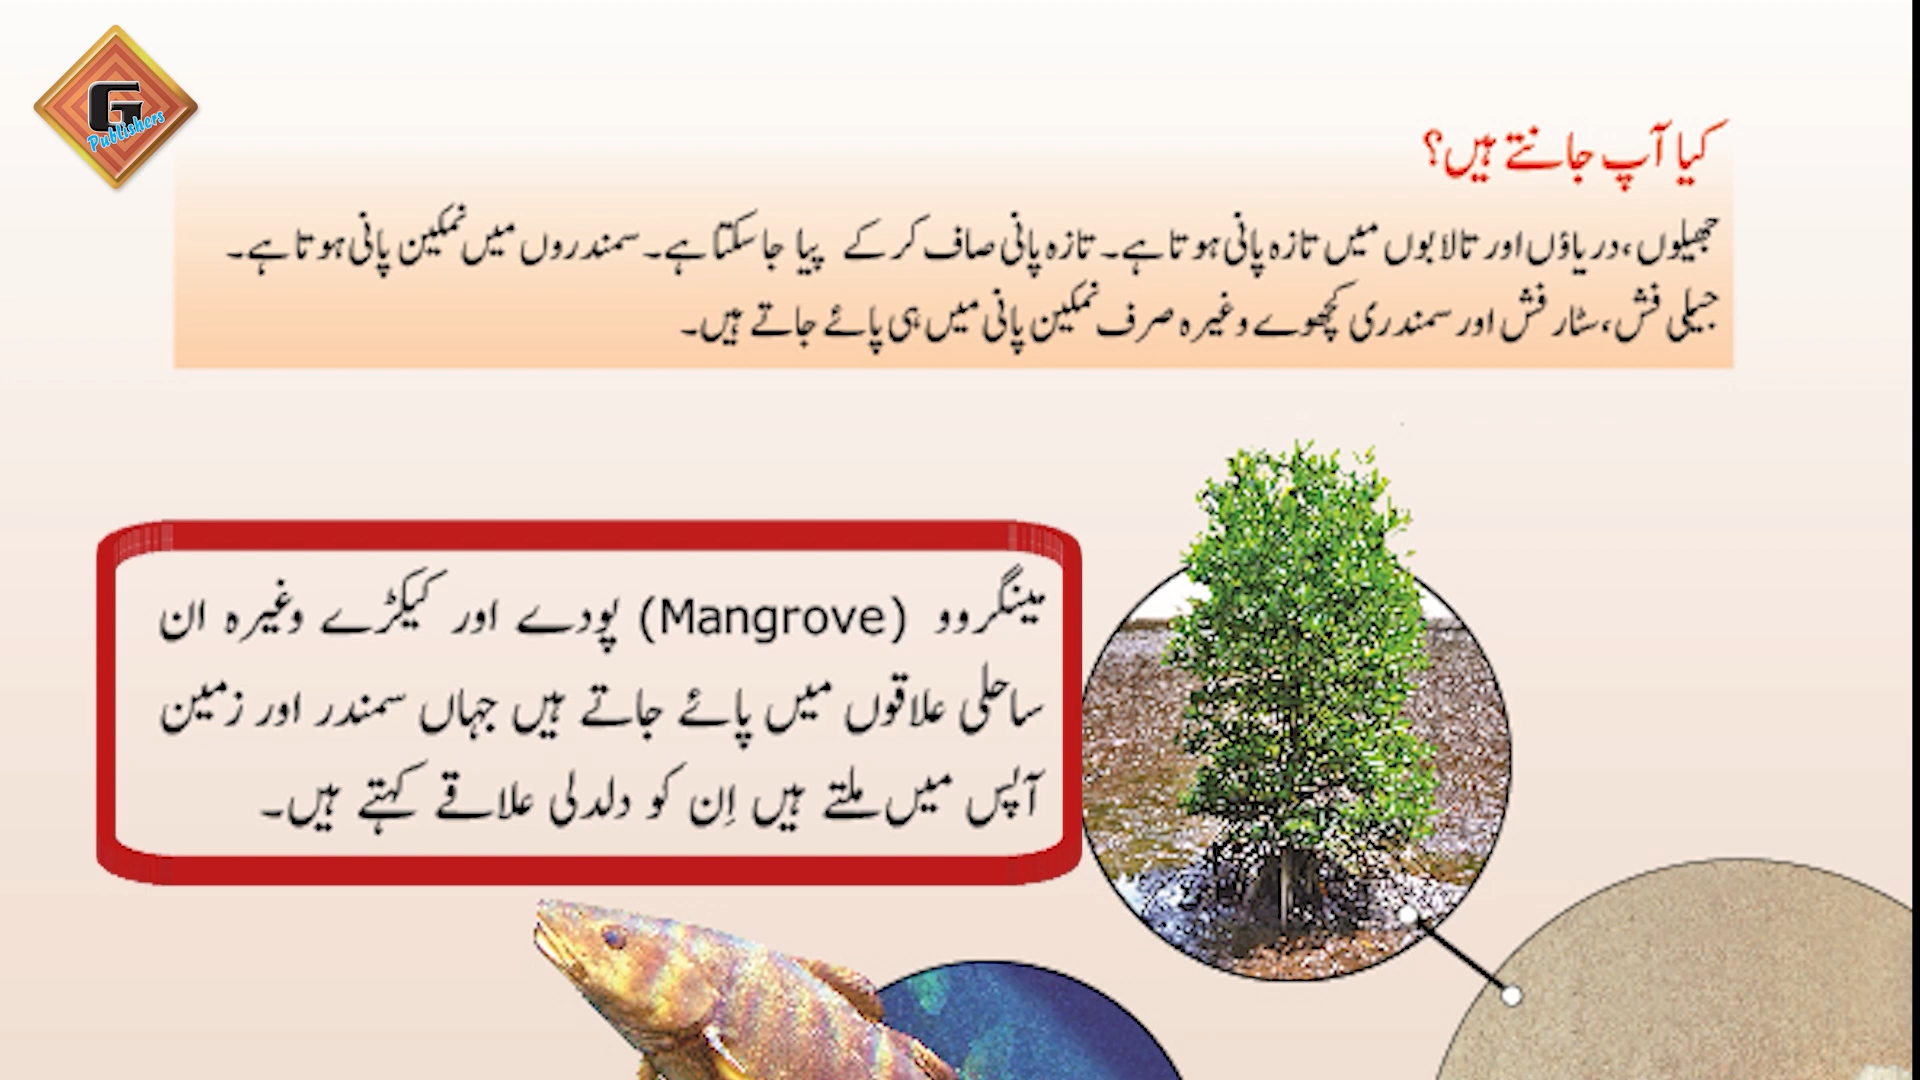 G
Publishers
کیا آپ جانتے ہیں؟
جھیلوں، دریاؤں اور تالابوں میں تازہ پانی ہوتا ہے۔ تازہ پانی صاف کر کے پیا جا سکتا ہے۔ سمندروں میں نمکین پانی ہوتا ہے۔
جیلی فش، سٹار فش اور سمندری کچھوے وغیرہ صرف نمکین پانی میں ہی پائے جاتے ہیں۔
مینگروو (Mangrove) پودے اور کیکڑے وغیرہ ان
ساحلی علاقوں میں پائے جاتے ہیں جہاں سمندر اور زمین
آپس میں ملتے ہیں اِن کو دلدلی علاقے کہتے ہیں۔